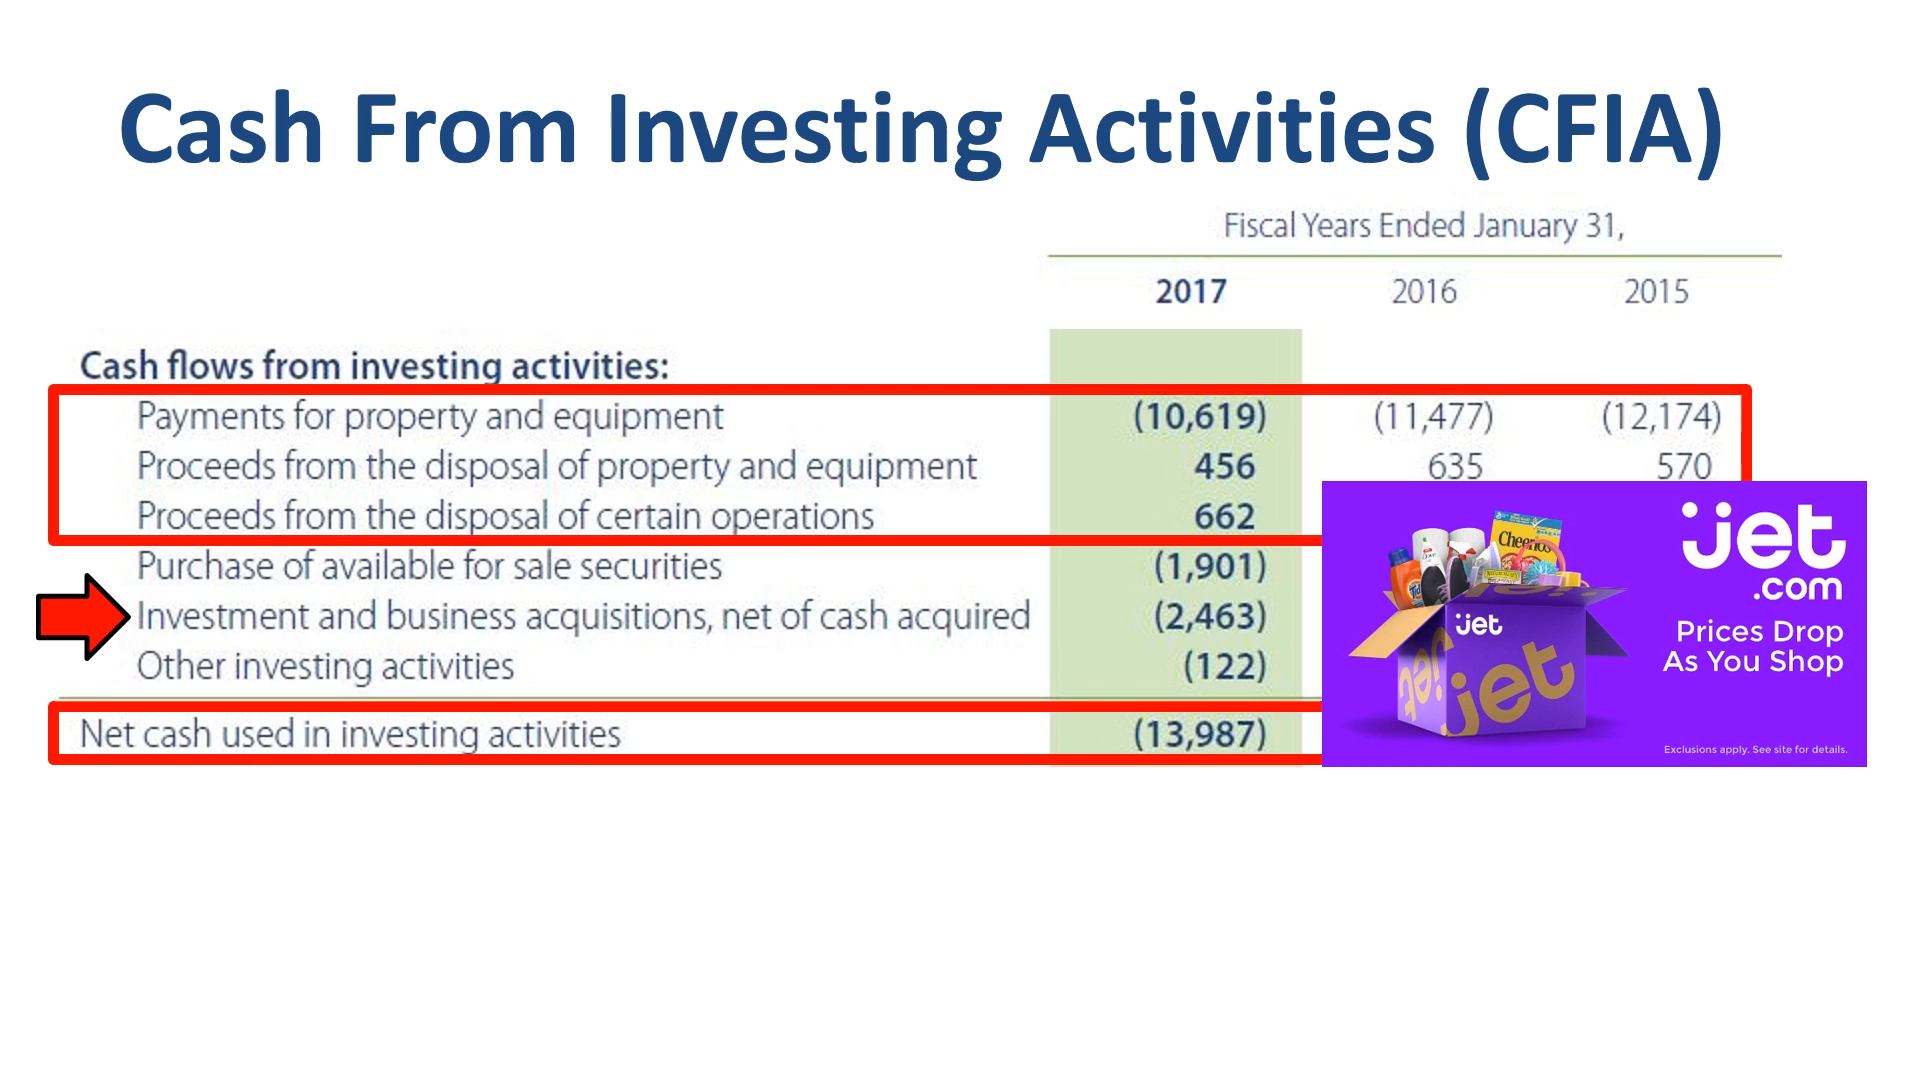 Cash From Investing Activities (CFIA)
Fiscal Years Ended January 31,
2017 2016 2015
Cash flows from investing activities:
Payments for property and equipment (10,619) (11,477) (12,174)
Proceeds from the disposal of property and equipment 456 635 570
Proceeds from the disposal of certain operations 662
Purchase of available for sale securities (1,901)
Investment and business acquisitions, net of cash acquired (2,463)
Other investing activities (122)
Net cash used in investing activities (13,987)
jet
.com
Prices Drop
As You Shop
Cheerios
Tide
jet
jet
jet
Exclusions apply. See site for details.